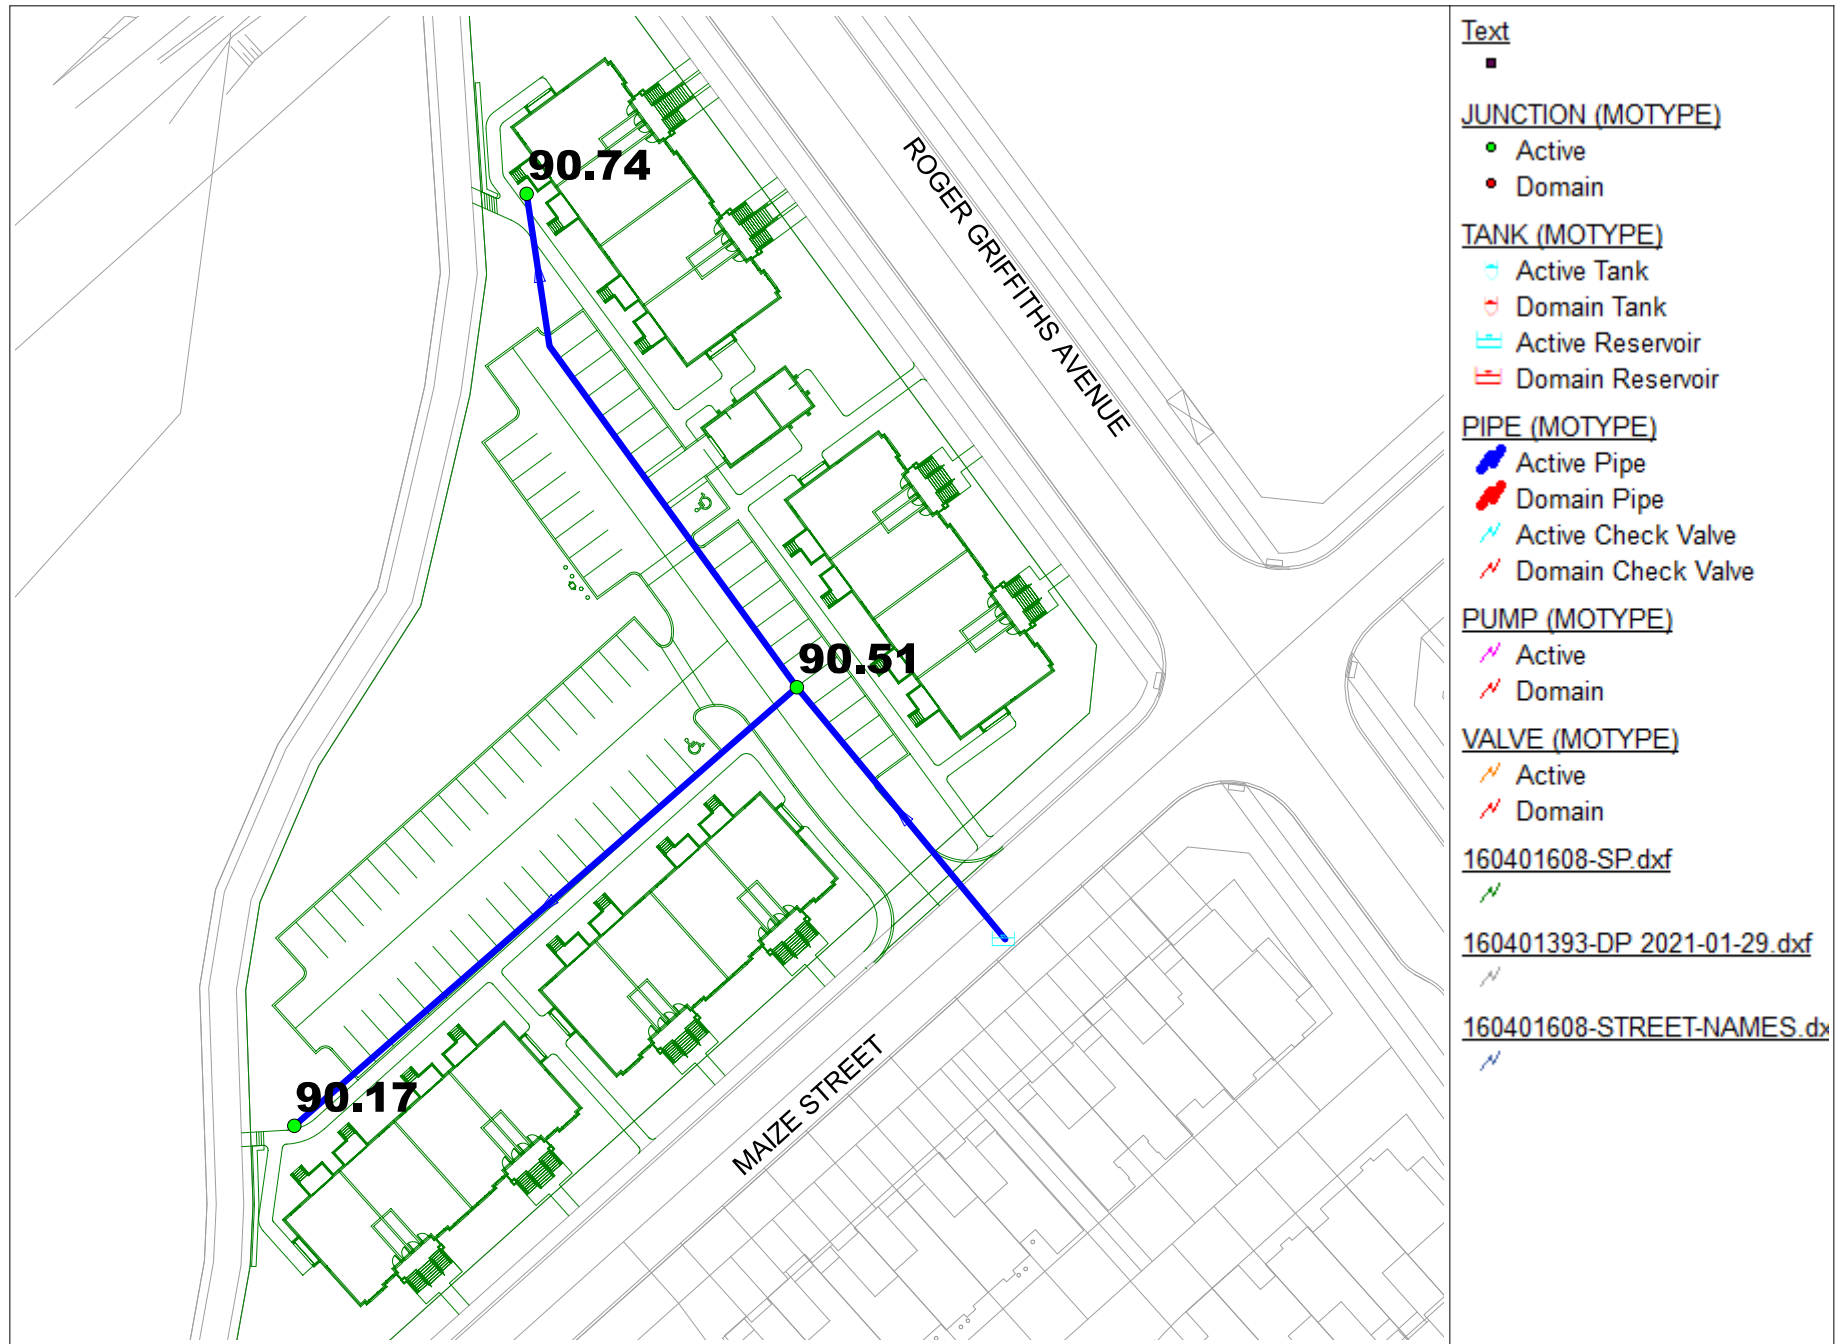 90.74
ROGER GRIFFITHS AVENUE
90.51
90.17
MAIZE STREET
Text
JUNCTION (MOTYPE)
Active
Domain
TANK (MOTYPE)
Active Tank
Domain Tank
Active Reservoir
Domain Reservoir
PIPE (MOTYPE)
Active Pipe
Domain Pipe
Active Check Valve
Domain Check Valve
PUMP (MOTYPE)
Active
Domain
VALVE (MOTYPE)
Active
Domain
160401608-SP.dxf
160401393-DP 2021-01-29.dxf
160401608-STREET-NAMES.dx